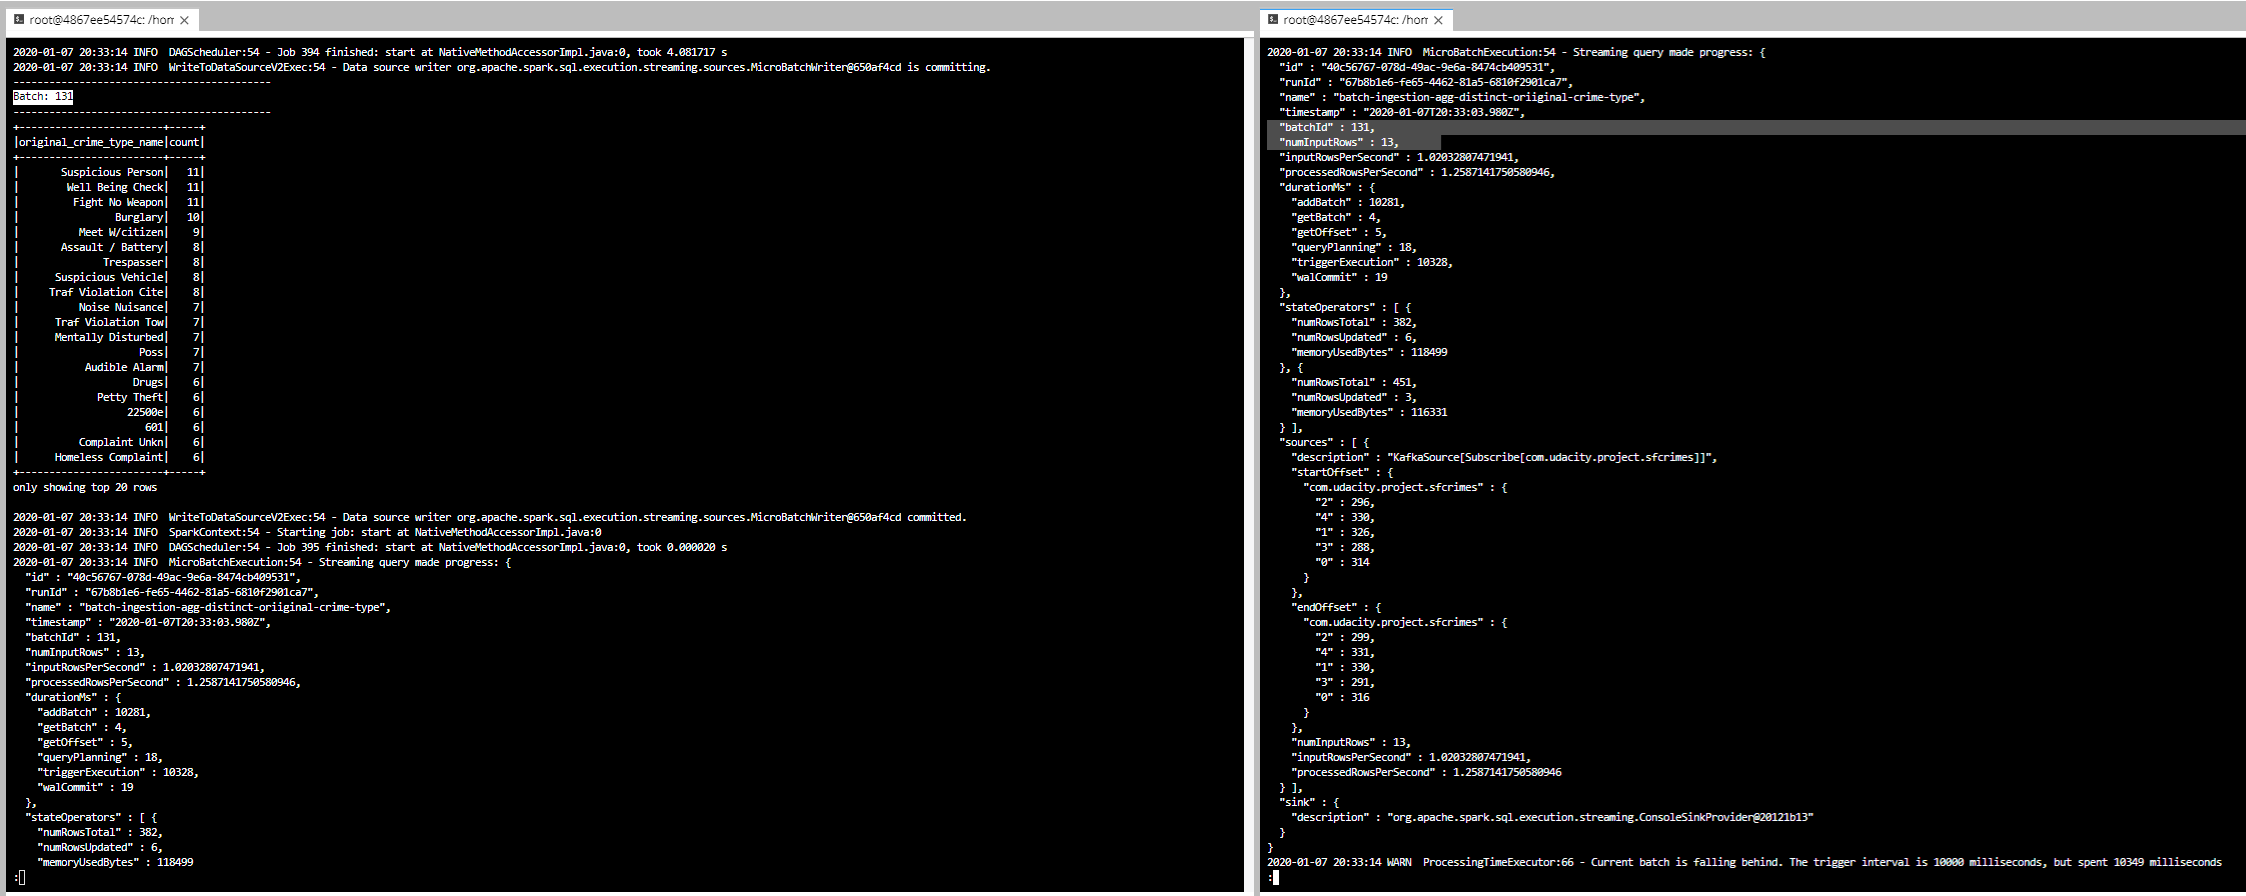 root@4867ee54574c: /hom
2020-01-07 20:33:14 INFO  DAGScheduler:54 - Job 394 finished: start at NativeMethodAccessorImpl.java:0, took 4.081717 s
2020-01-07 20:33:14 INFO  WriteToDataSourceV2Exec:54 - Data source writer org.apache.spark.sql.execution.streaming.sources.MicroBatchWriter@650af4cd is committing.
-------------------------------------------
Batch: 131
-------------------------------------------
+------------------------+-----+
|original_crime_type_name|count|
+------------------------+-----+
|       Suspicious Person|   11|
|        Well Being Check|   11|
|         Fight No Weapon|   11|
|                Burglary|   10|
|          Meet W/citizen|    9|
|       Assault / Battery|    8|
|              Trespasser|    8|
|      Suspicious Vehicle|    8|
|     Traf Violation Cite|    8|
|          Noise Nuisance|    7|
|      Traf Violation Tow|    7|
|      Mentally Disturbed|    7|
|                    Poss|    7|
|           Audible Alarm|    7|
|                   Drugs|    6|
|             Petty Theft|    6|
|                  22500e|    6|
|                     601|    6|
|          Complaint Unkn|    6|
|      Homeless Complaint|    6|
+------------------------+-----+
only showing top 20 rows
2020-01-07 20:33:14 INFO  WriteToDataSourceV2Exec:54 - Data source writer org.apache.spark.sql.execution.streaming.sources.MicroBatchWriter@650af4cd committed.
2020-01-07 20:33:14 INFO  SparkContext:54 - Starting job: start at NativeMethodAccessorImpl.java:0
2020-01-07 20:33:14 INFO  DAGScheduler:54 - Job 395 finished: start at NativeMethodAccessorImpl.java:0, took 0.000020 s
2020-01-07 20:33:14 INFO  MicroBatchExecution:54 - Streaming query made progress: {
  "id" : "40c56767-078d-49ac-9e6a-8474cb409531",
  "runId" : "67b8b1e6-fe65-4462-81a5-6810f2901ca7",
  "name" : "batch-ingestion-agg-distinct-oriiginal-crime-type",
  "timestamp" : "2020-01-07T20:33:03.980Z",
  "batchId" : 131,
  "numInputRows" : 13,
  "inputRowsPerSecond" : 1.02032807471941,
  "processedRowsPerSecond" : 1.2587141750580946,
  "durationMs" : {
    "addBatch" : 10281,
    "getBatch" : 4,
    "getOffset" : 5,
    "queryPlanning" : 18,
    "triggerExecution" : 10328,
    "walCommit" : 19
  },
  "stateOperators" : [ {
    "numRowsTotal" : 382,
    "numRowsUpdated" : 6,
    "memoryUsedBytes" : 118499
:
root@4867ee54574c: /hom
2020-01-07 20:33:14 INFO  MicroBatchExecution:54 - Streaming query made progress: {
  "id" : "40c56767-078d-49ac-9e6a-8474cb409531",
  "runId" : "67b8b1e6-fe65-4462-81a5-6810f2901ca7",
  "name" : "batch-ingestion-agg-distinct-oriiginal-crime-type",
  "timestamp" : "2020-01-07T20:33:03.980Z",
  "batchId" : 131,
  "numInputRows" : 13,
  "inputRowsPerSecond" : 1.02032807471941,
  "processedRowsPerSecond" : 1.2587141750580946,
  "durationMs" : {
    "addBatch" : 10281,
    "getBatch" : 4,
    "getOffset" : 5,
    "queryPlanning" : 18,
    "triggerExecution" : 10328,
    "walCommit" : 19
  },
  "stateOperators" : [ {
    "numRowsTotal" : 382,
    "numRowsUpdated" : 6,
    "memoryUsedBytes" : 118499
  }, {
    "numRowsTotal" : 451,
    "numRowsUpdated" : 3,
    "memoryUsedBytes" : 116331
  } ],
  "sources" : [ {
    "description" : "KafkaSource[Subscribe[com.udacity.project.sfcrimes]]",
    "startOffset" : {
      "com.udacity.project.sfcrimes" : {
        "2" : 296,
        "4" : 330,
        "1" : 326,
        "3" : 288,
        "0" : 314
      }
    },
    "endOffset" : {
      "com.udacity.project.sfcrimes" : {
        "2" : 299,
        "4" : 331,
        "1" : 330,
        "3" : 291,
        "0" : 316
      }
    },
    "numInputRows" : 13,
    "inputRowsPerSecond" : 1.02032807471941,
    "processedRowsPerSecond" : 1.2587141750580946
  } ],
  "sink" : {
    "description" : "org.apache.spark.sql.execution.streaming.ConsoleSinkProvider@20121b13"
  }
}
2020-01-07 20:33:14 WARN  ProcessingTimeExecutor:66 - Current batch is falling behind. The trigger interval is 10000 milliseconds, but spent 10349 milliseconds
: